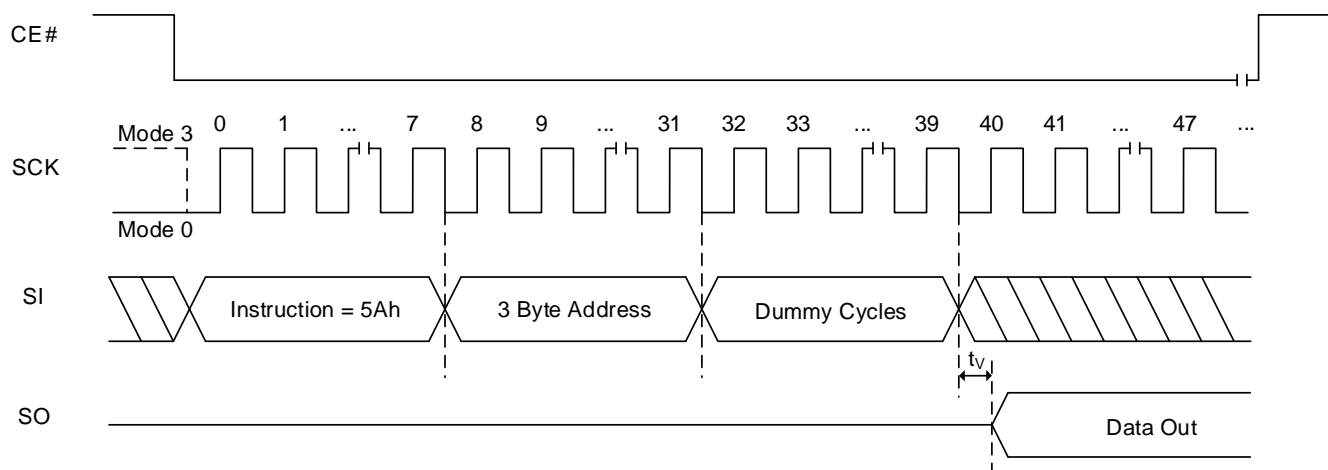 CE#
0 1 ... 7 8 9 ... 31 32 33 ... 39 40 41 ... 47 ...
Mode 3
SCK
Mode 0
SI
Instruction = 5Ah
3 Byte Address
Dummy Cycles
tV
SO
Data Out